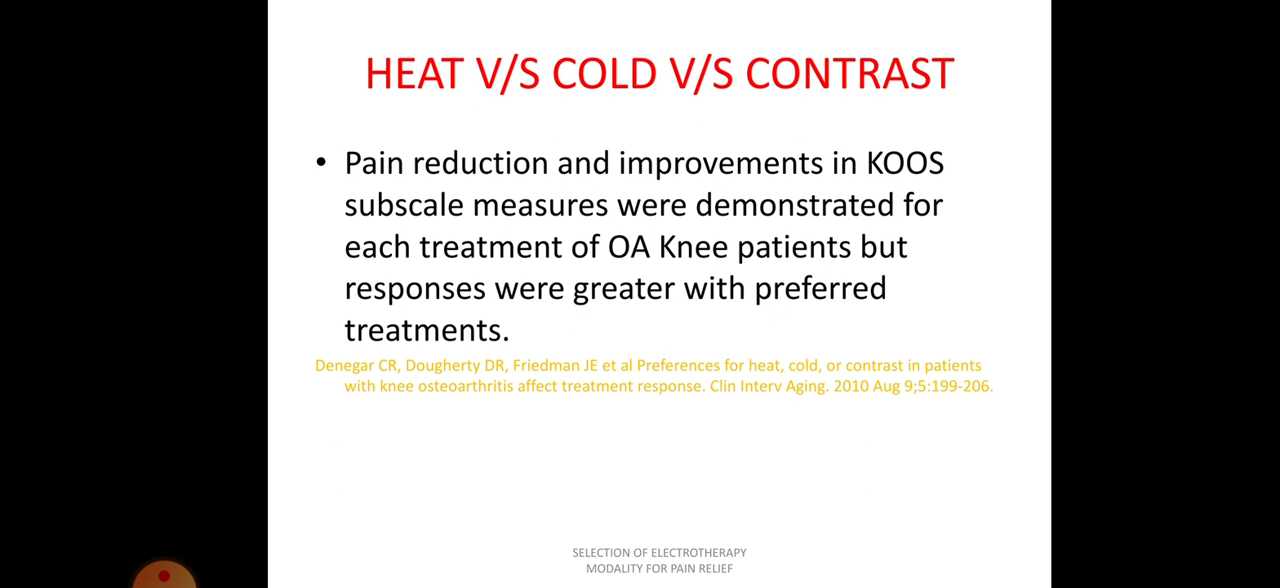 HEAT V/S COLD V/S CONTRAST
• Pain reduction and improvements in KOOS
subscale measures were demonstrated for
each treatment of OA Knee patients but
responses were greater with preferred
treatments.
Denegar CR, Dougherty DR, Friedman JE et al Preferences for heat, cold, or contrast in patients
with knee osteoarthritis affect treatment response. Clin Interv Aging. 2010 Aug 9;5:199-206.
SELECTION OF ELECTROTHERAPY
MODALITY FOR PAIN RELIEF